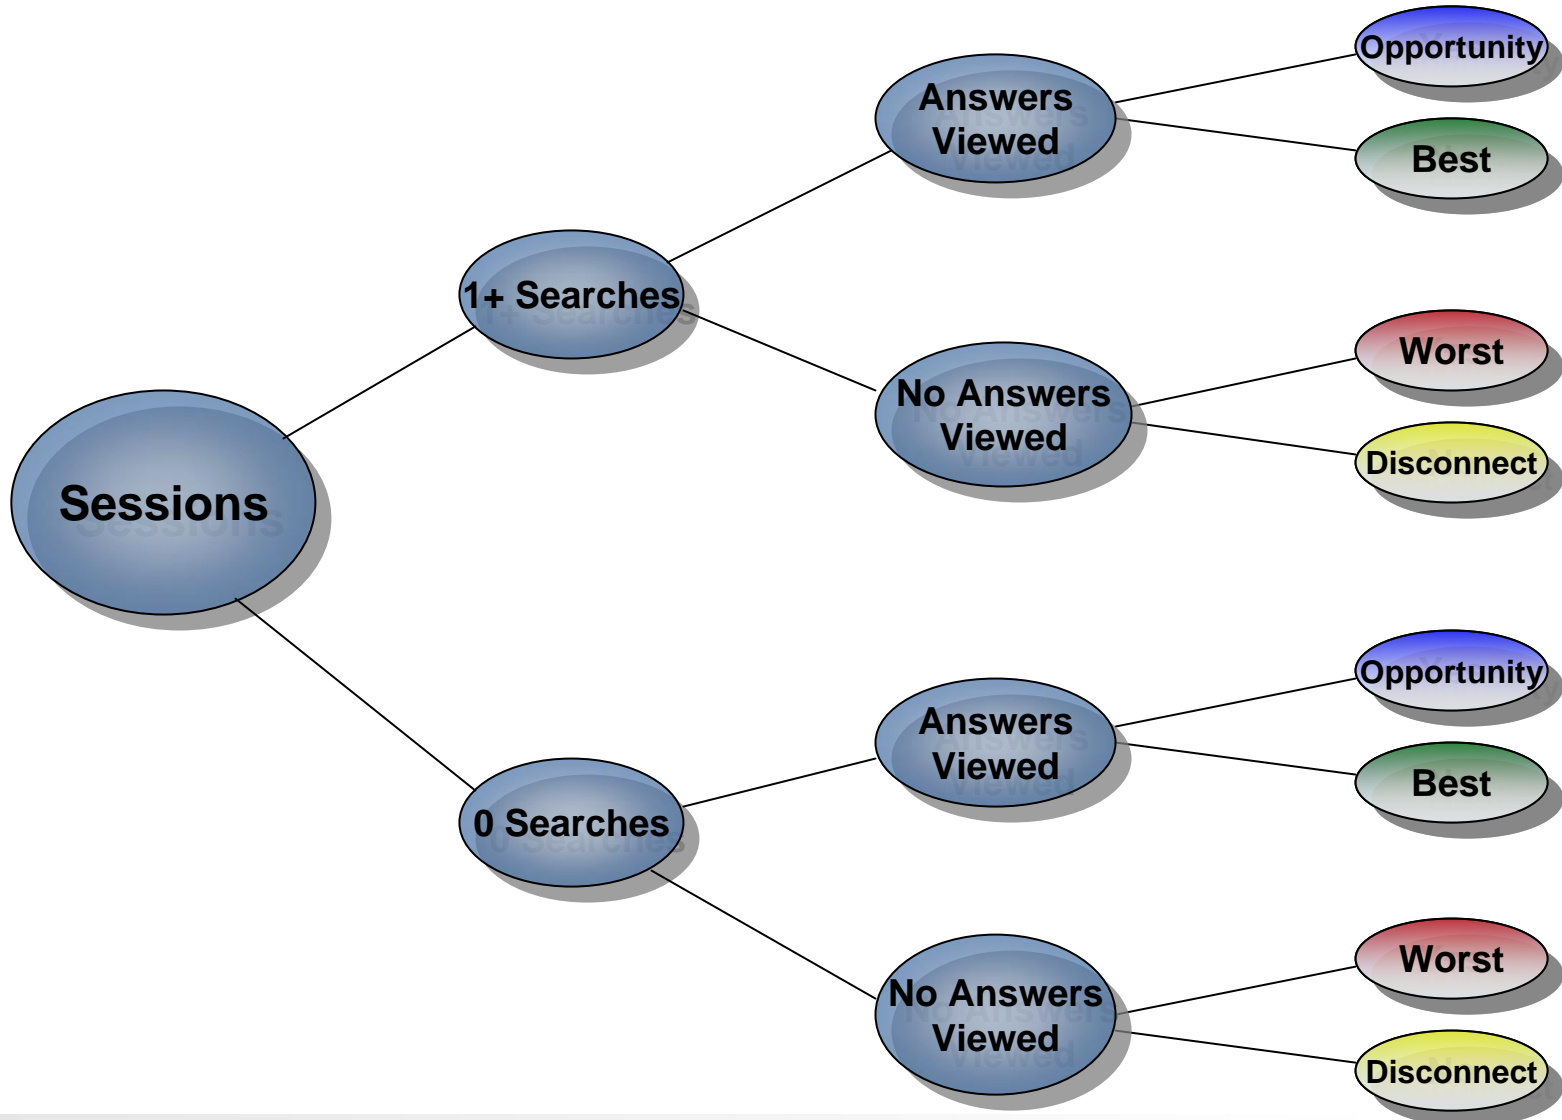 Opportunity
Answers
Viewed
Best
1+ Searches
Worst
No Answers
Viewed
Disconnect
Sessions
Opportunity
Answers
Viewed
Best
0 Searches
Worst
No Answers
Viewed
Disconnect